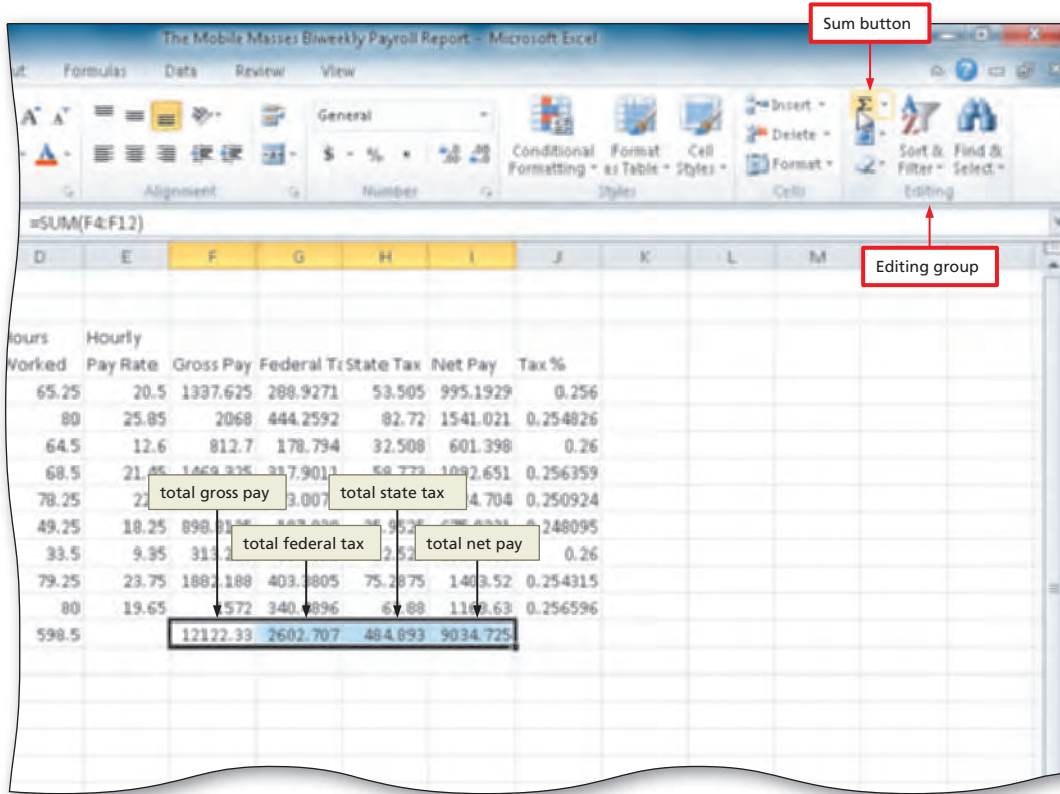 Sum button
The Mobile Masses Biweekly Payroll Report - Microsoft Excel
Formulas Data Review View
General
Insert
Delete
Format
Conditional Formatting
Format as Table
Cell Styles
Sort & Filter
Find & Select
Alignment Number Styles Cells Editing
Editing group
=SUM(F4:F12)
D E F G H I J K L M
Hourly
Pay Rate Gross Pay Federal State Tax Net Pay Tax %
65.25 20.5 1337.625 288.9271 53.505 995.1929 0.256
80 25.85 2068 444.2592 82.72 1541.021 0.254826
64.5 12.6 812.7 178.794 32.508 601.398 0.26
68.5 0.256359
78.25 0.250924
total gross pay
total state tax
49.25 18.25
33.5 9.35 0.26
total federal tax
total net pay
79.25 23.75 0.254315
80 19.65 0.256596
598.5 12122.33 2602.707 484.893 9034.725